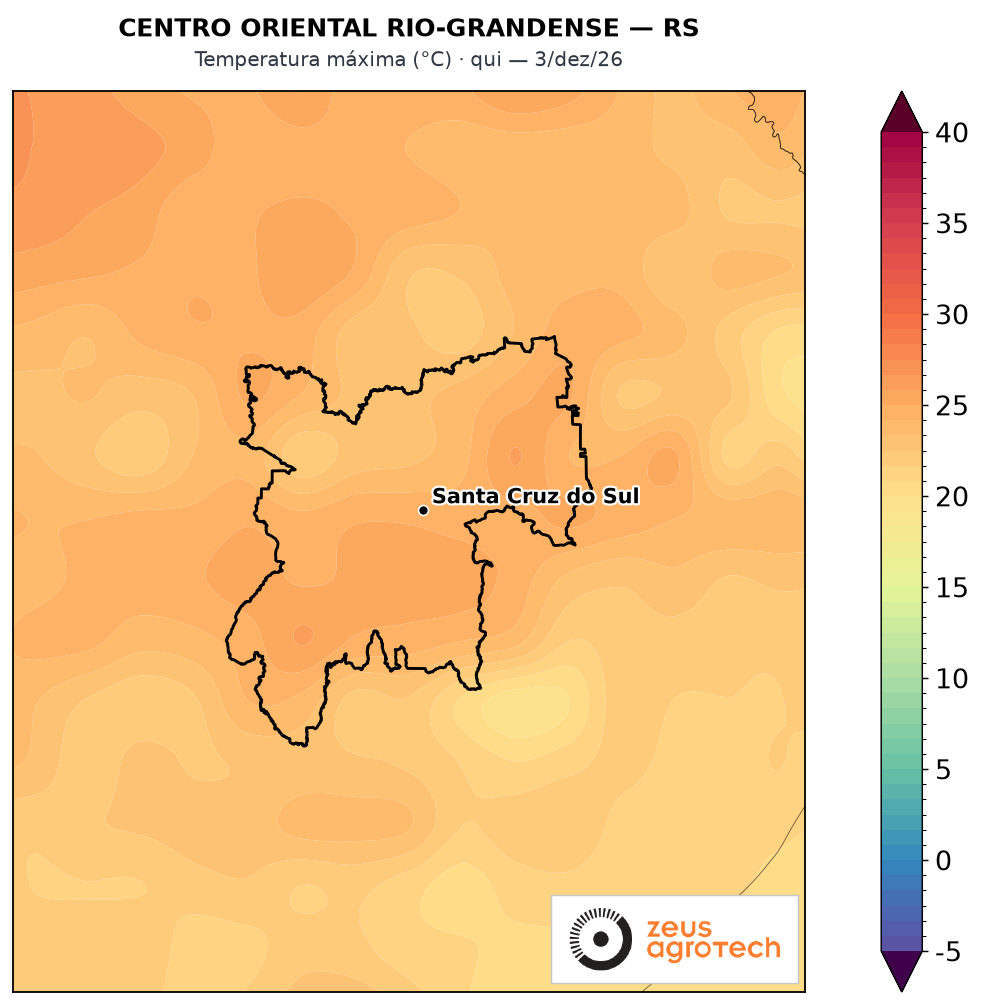 CENTRO ORIENTAL RIO-GRANDENSE — RS
Temperatura máxima (°C) · qui — 3/dez/26
40
35
30
25
20
15
10
5
0
-5
Santa Cruz do Sul
zeus
agrotech